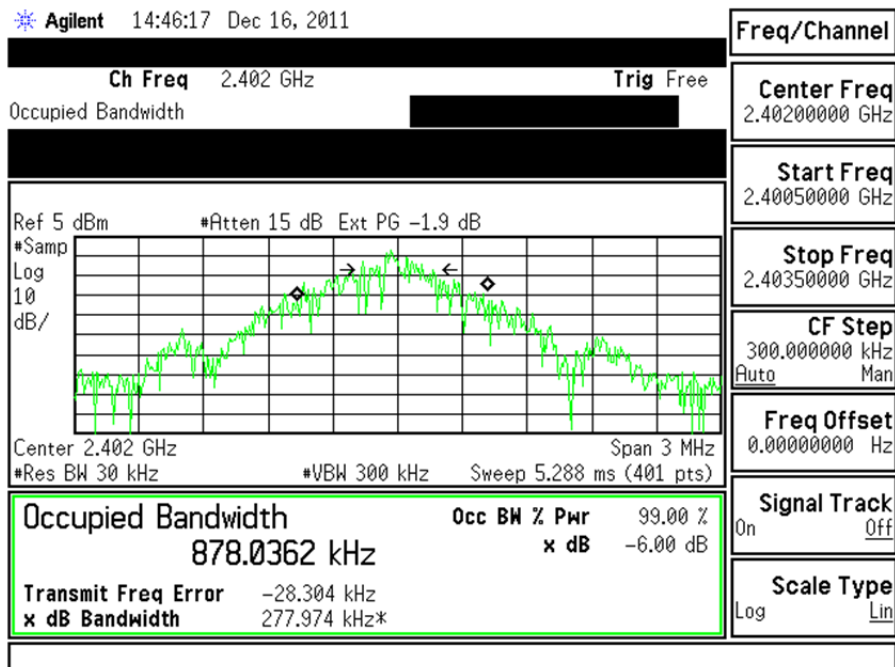 Agilent 14:46:17 Dec 16, 2011
Ch Freq 2.402 GHz Trig Free
Occupied Bandwidth
Ref 5 dBm #Atten 15 dB Ext PG -1.9 dB
#Samp
Log
10
dB/
Center 2.402 GHz Span 3 MHz
#Res BW 30 kHz #VBW 300 kHz Sweep 5.288 ms (401 pts)
Occupied Bandwidth Occ BW % Pwr 99.00 %
878.0362 kHz x dB -6.00 dB
Transmit Freq Error -28.304 kHz
x dB Bandwidth 277.974 kHz*
Freq/Channel
Center Freq
2.40200000 GHz
Start Freq
2.40050000 GHz
Stop Freq
2.40350000 GHz
CF Step
300.000000 kHz
Auto Man
Freq Offset
0.00000000 Hz
Signal Track
On Off
Scale Type
Log Lin